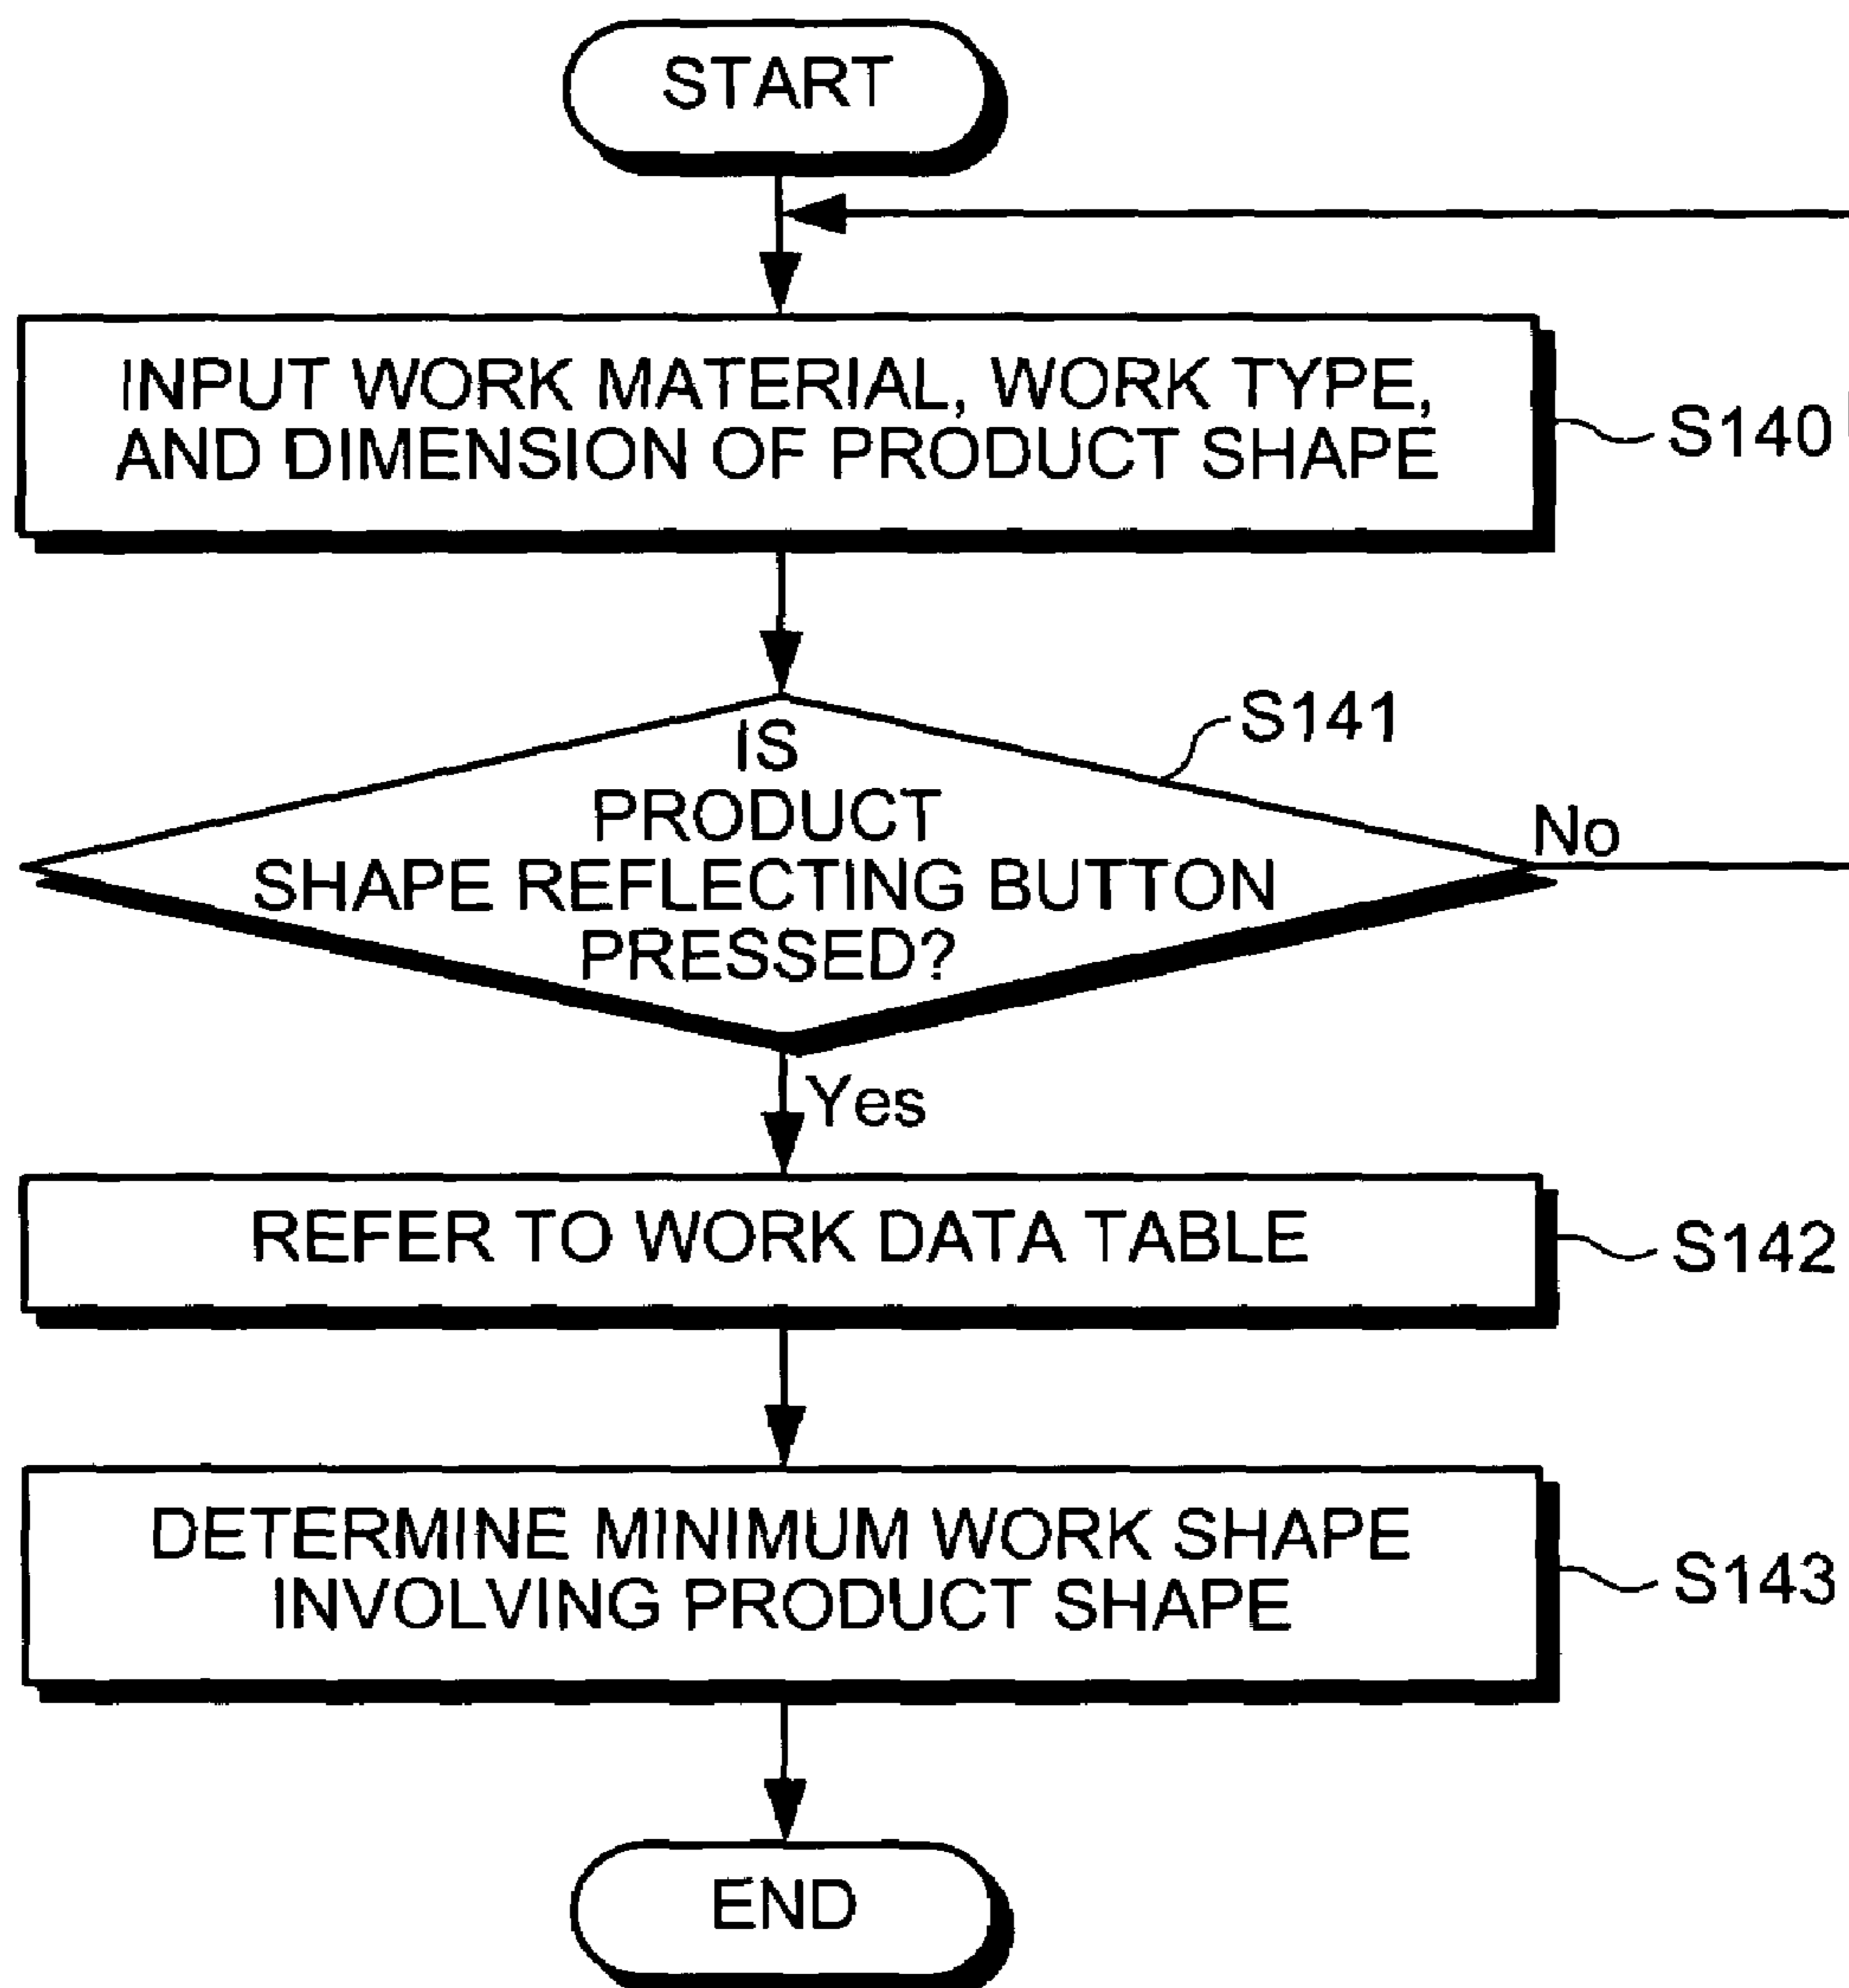 START
INPUT WORK MATERIAL, WORK TYPE,
AND DIMENSION OF PRODUCT SHAPE
S140
S141
IS
PRODUCT
SHAPE REFLECTING BUTTON
PRESSED?
No
Yes
REFER TO WORK DATA TABLE
S142
DETERMINE MINIMUM WORK SHAPE
INVOLVING PRODUCT SHAPE
S143
END